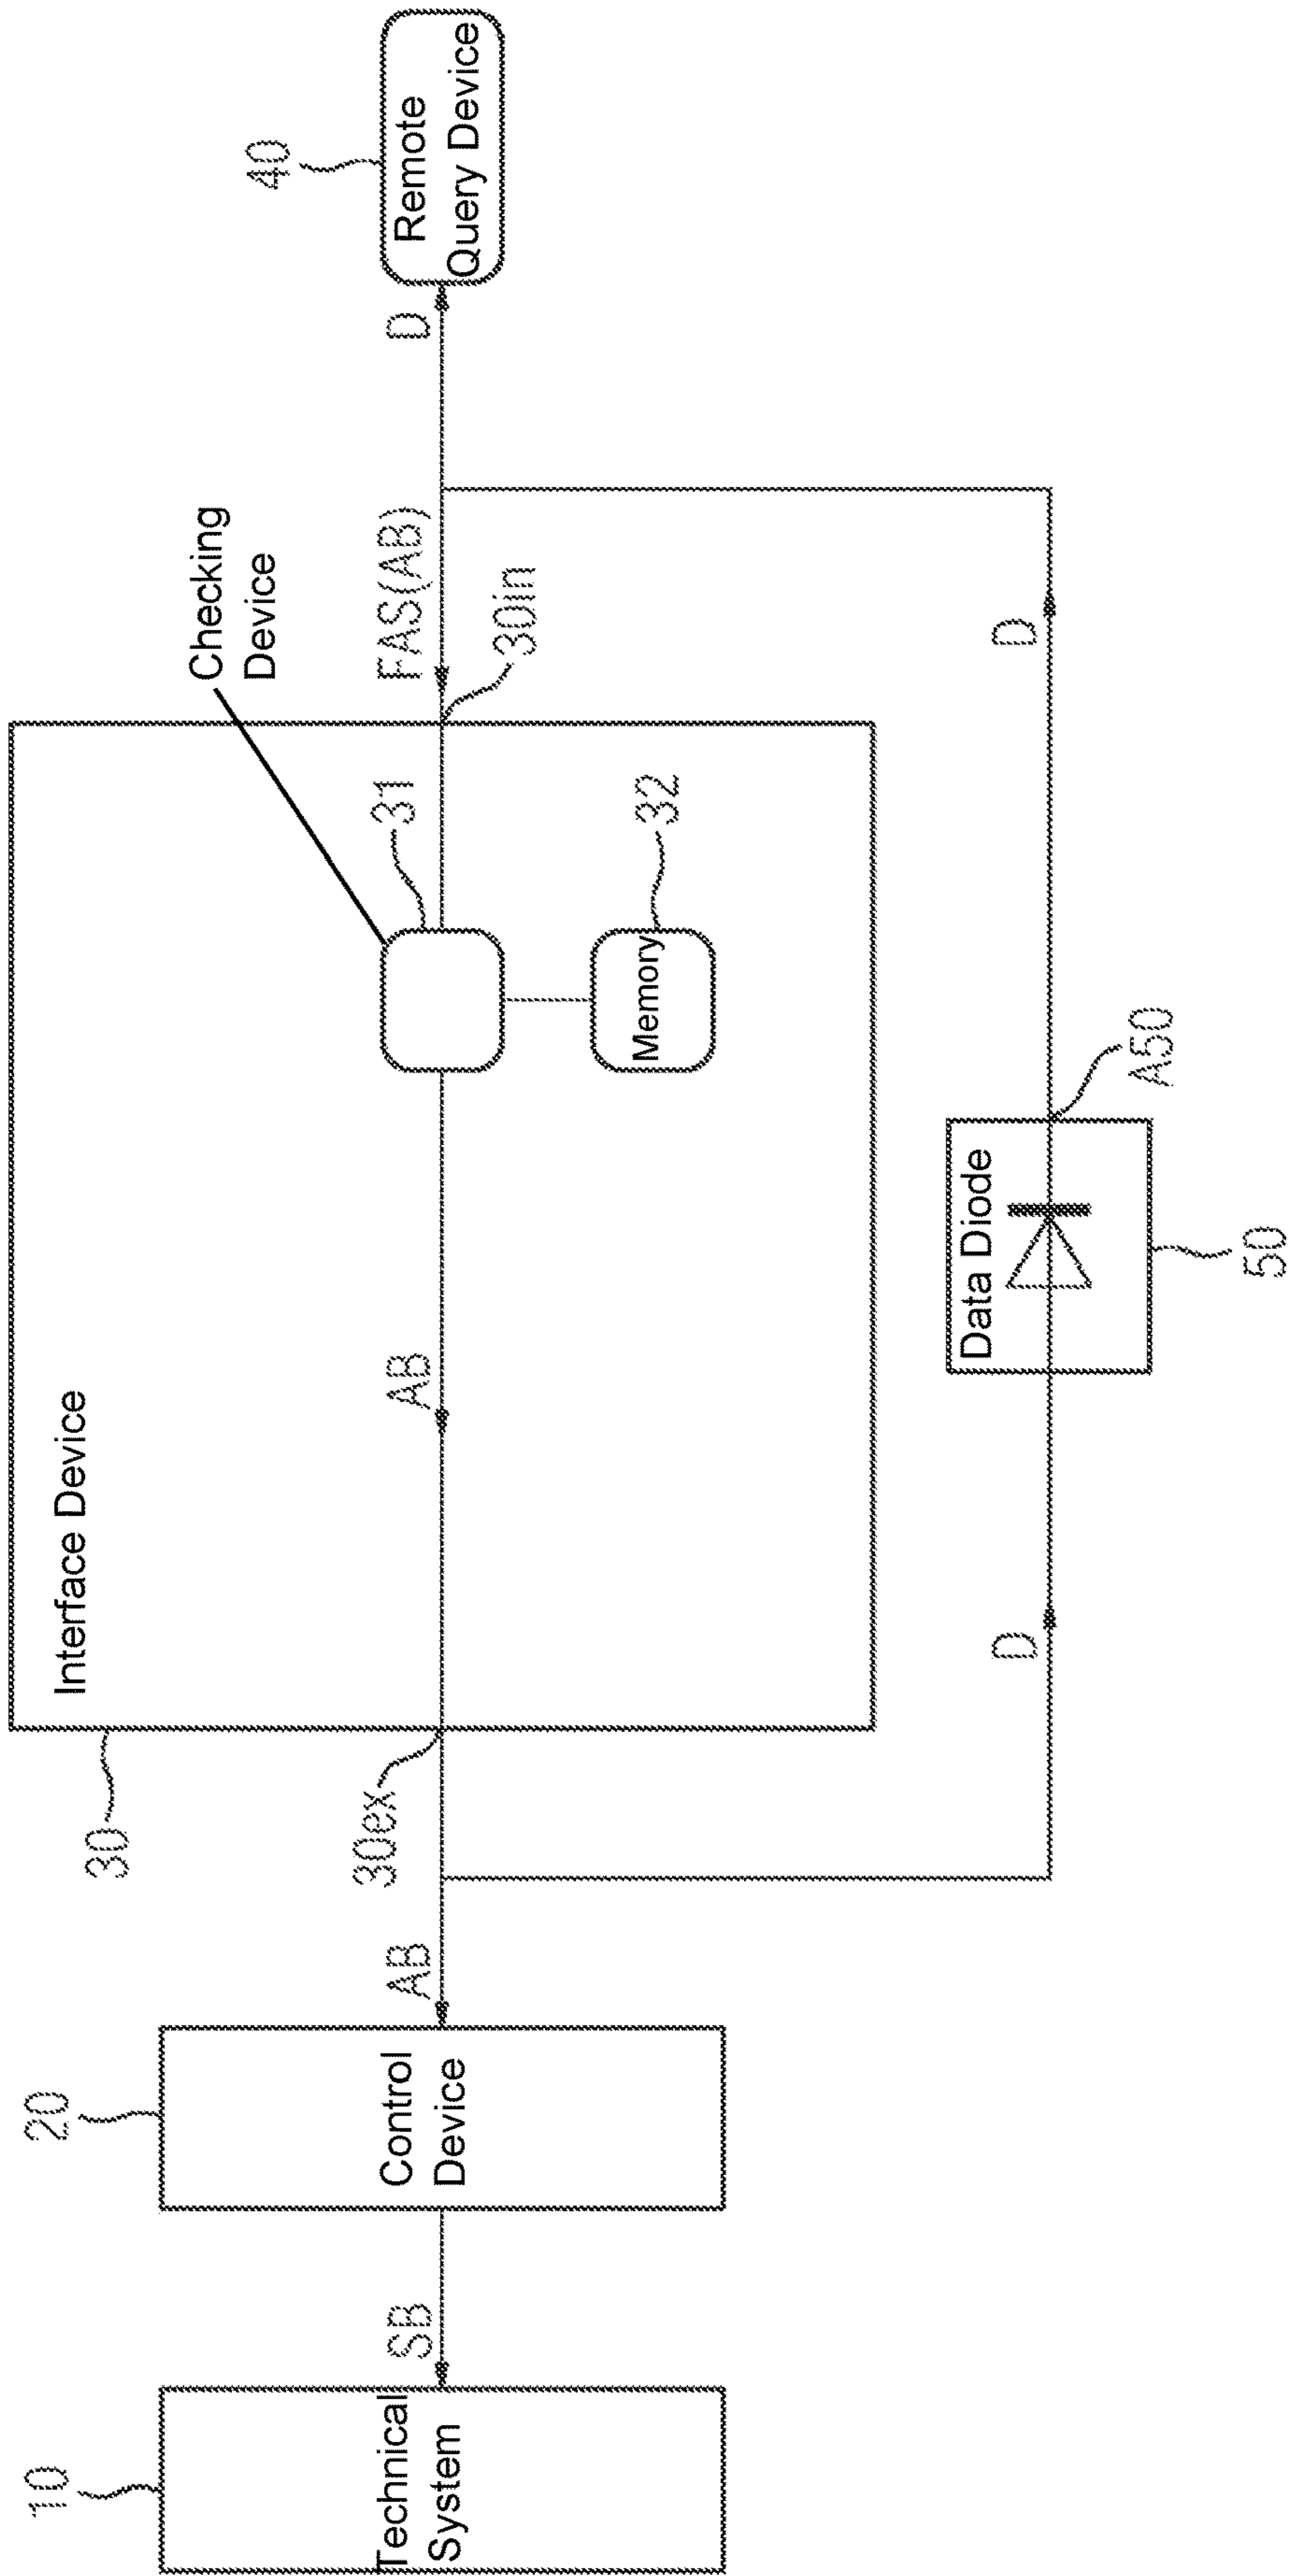 10
20
30
Interface Device
Checking
Device
40
Technical
System
SB
Control
Device
AB
30ex
AB
31
FAS(AB)
30in
D
Remote
Query Device
Memory
32
D
Data Diode
D
A50
50